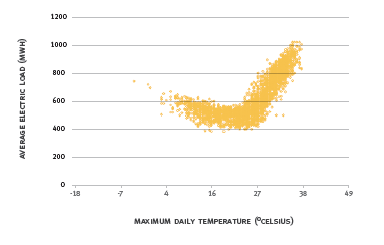 1200
1000
800
600
400
200
0
AVERAGE ELECTRIC LOAD (MWH)
-18 -7 4 16 27 38 49
MAXIMUM DAILY TEMPERATURE (ºCELSIUS)